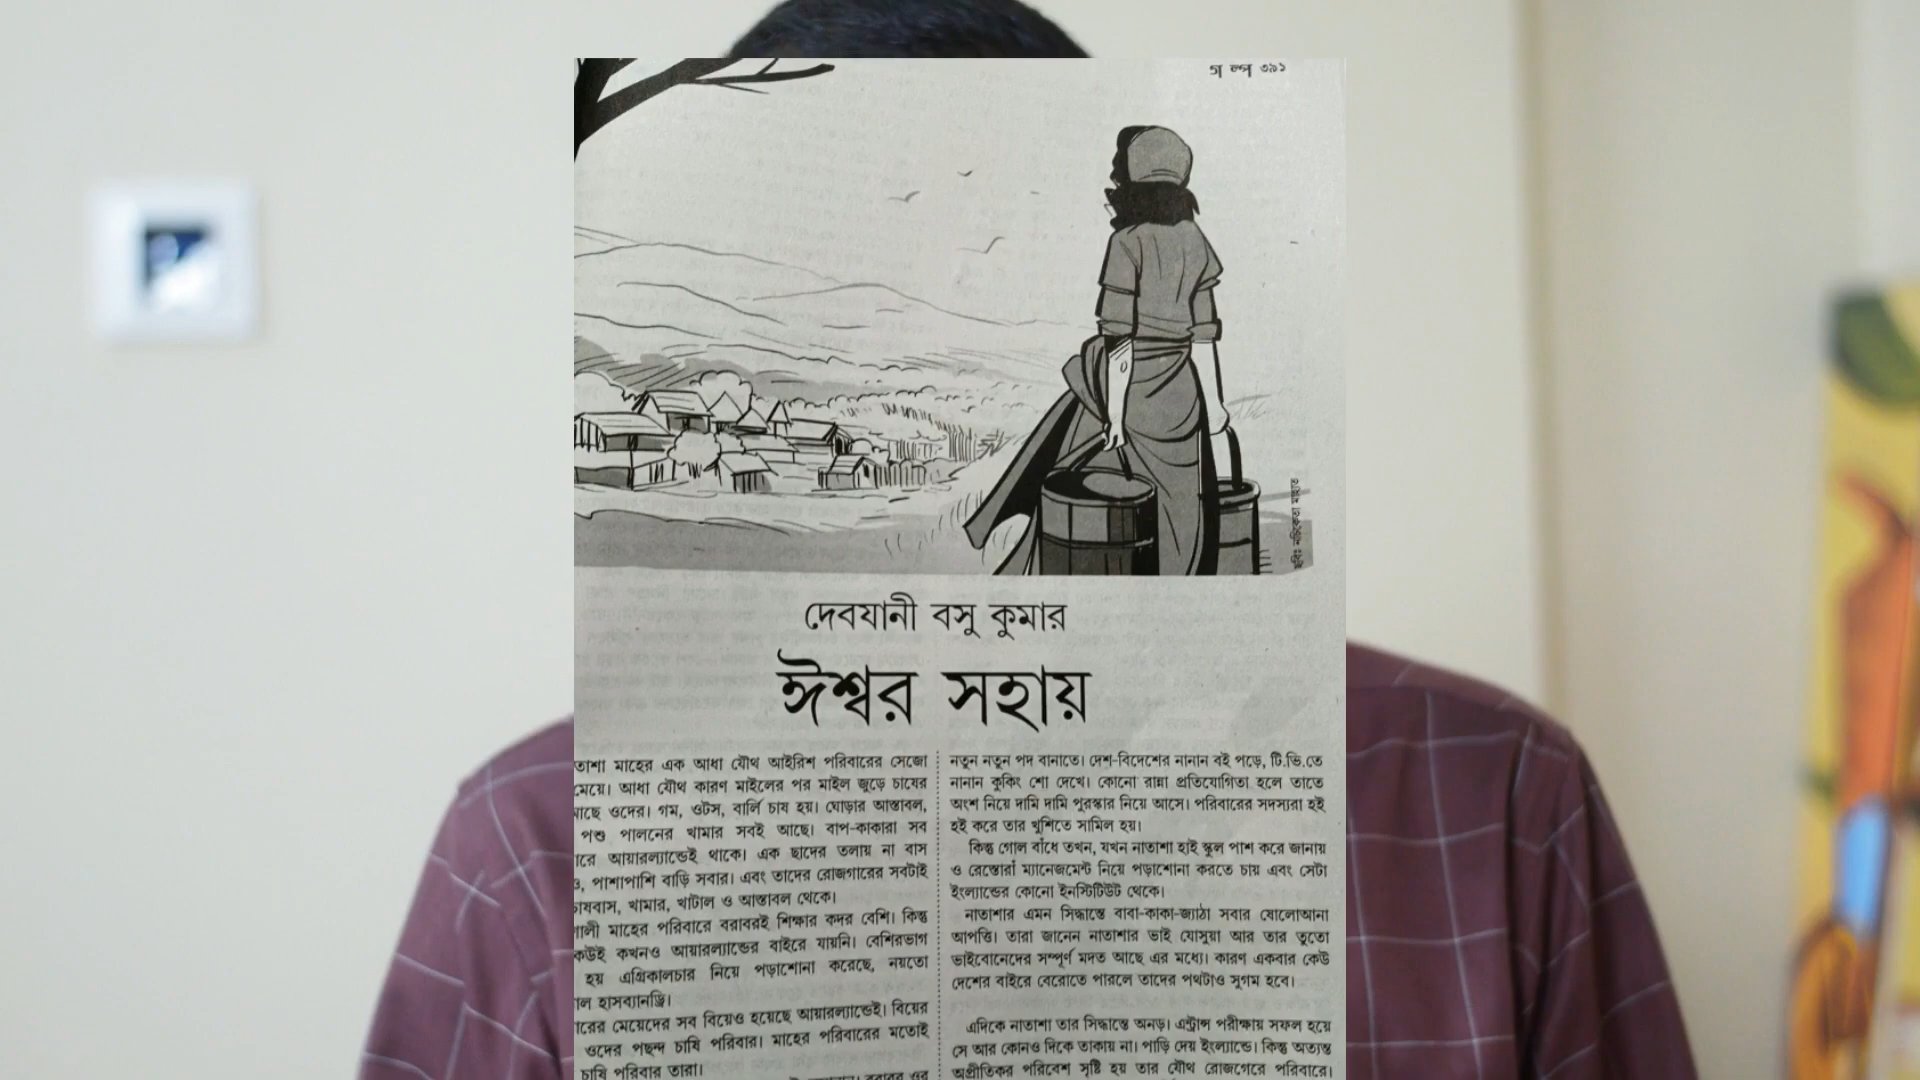 গল্প ৩৯১
ছবিঃ নচিকেতা মাহাত
দেবযানী বসু কুমার
ঈশ্বর সহায়
তাশা মাহের এক আধা যৌথ আইরিশ পরিবারের সেজো
মেয়ে। আধা যৌথ কারণ মাইলের পর মাইল জুড়ে চাষের
আছে ওদের। গম, ওটস, বার্লি চাষ হয়। ঘোড়ার আস্তাবল,
পশু পালনের খামার সবই আছে। বাপ-কাকারা সব
আয়ারল্যান্ডেই থাকে। এক ছাদের তলায় না বাস
পাশাপাশি বাড়ি সবার। এবং তাদের রোজগারের সবটাই
চাষবাস, খামার, খাটাল ও আস্তাবল থেকে।
মাহের পরিবারে বরাবরই শিক্ষার কদর বেশি। কিন্তু
কেউই কখনও আয়ারল্যান্ডের বাইরে যায়নি। বেশিরভাগ
হয় এগ্রিকালচার নিয়ে পড়াশোনা করেছে, নয়তো
হাসব্যানড্রি।
মেয়েদের সব বিয়েও হয়েছে আয়ারল্যান্ডেই। বিয়ের
ওদের পছন্দ চাষি পরিবার। মাহের পরিবারের মতোই
চাষি পরিবার তারা।
নতুন নতুন পদ বানাতে। দেশ-বিদেশের নানান বই পড়ে, টি.ভি.তে
নানান কুকিং শো দেখে। কোনো রান্না প্রতিযোগিতা হলে তাতে
অংশ নিয়ে দামি দামি পুরস্কার নিয়ে আসে। পরিবারের সদস্যরা হই
হই করে তার খুশিতে সামিল হয়।
কিন্তু গোল বাঁধে তখন, যখন নাতাশা হাই স্কুল পাশ করে জানায়
ও রেস্তোরাঁ ম্যানেজমেন্ট নিয়ে পড়াশোনা করতে চায় এবং সেটা
ইংল্যান্ডের কোনো ইনস্টিটিউট থেকে।
নাতাশার এমন সিদ্ধান্তে বাবা-কাকা-জ্যাঠা সবার ষোলোআনা
আপত্তি। তারা জানেন নাতাশার ভাই যোসুয়া আর তার তুতো
ভাইবোনেদের সম্পূর্ণ মদত আছে এর মধ্যে। কারণ একবার কেউ
দেশের বাইরে বেরোতে পারলে তাদের পথটাও সুগম হবে।
এদিকে নাতাশা তার সিদ্ধান্তে অনড়। এন্ট্রান্স পরীক্ষায় সফল হয়ে
সে আর কোনও দিকে তাকায় না। পাড়ি দেয় ইংল্যান্ডে। কিন্তু অত্যন্ত
অপ্রীতিকর পরিবেশ সৃষ্টি হয় তার যৌথ রোজগেরে পরিবারে।